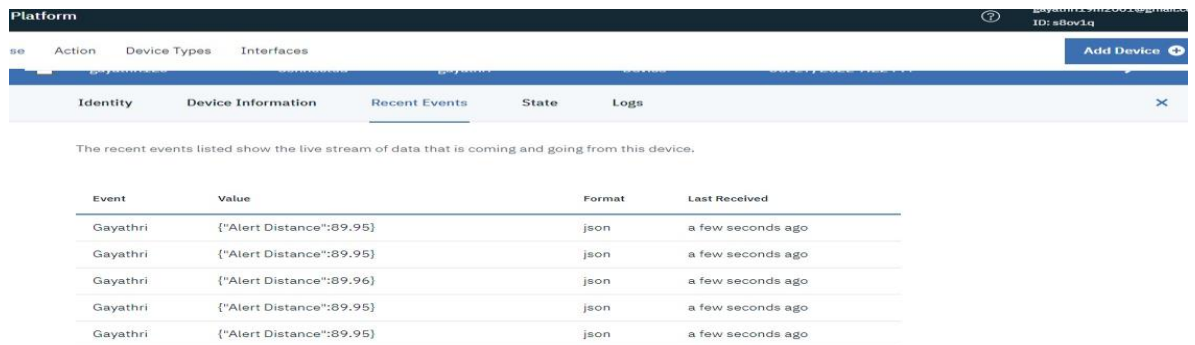 Platform
ID: s8ov1q
se Action Device Types Interfaces Add Device
Identity Device Information Recent Events State Logs
The recent events listed show the live stream of data that is coming and going from this device.
Event Value Format Last Received
Gayathri {"Alert Distance":89.95} json a few seconds ago
Gayathri {"Alert Distance":89.95} json a few seconds ago
Gayathri {"Alert Distance":89.96} json a few seconds ago
Gayathri {"Alert Distance":89.95} json a few seconds ago
Gayathri {"Alert Distance":89.95} json a few seconds ago